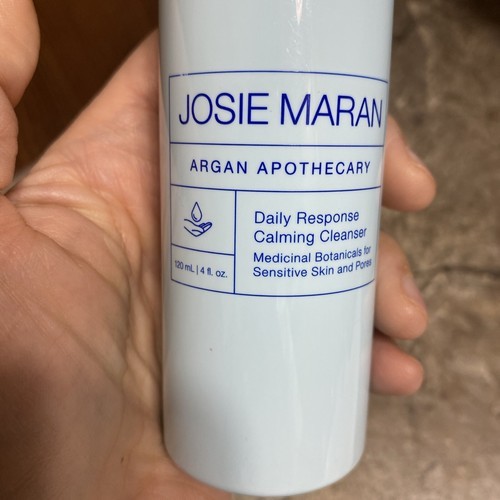 JOSIE MARAN
ARGAN APOTHECARY
Daily Response
Calming Cleanser
Medicinal Botanicals for
Sensitive Skin and Pores
120 mL | 4 fl. oz.